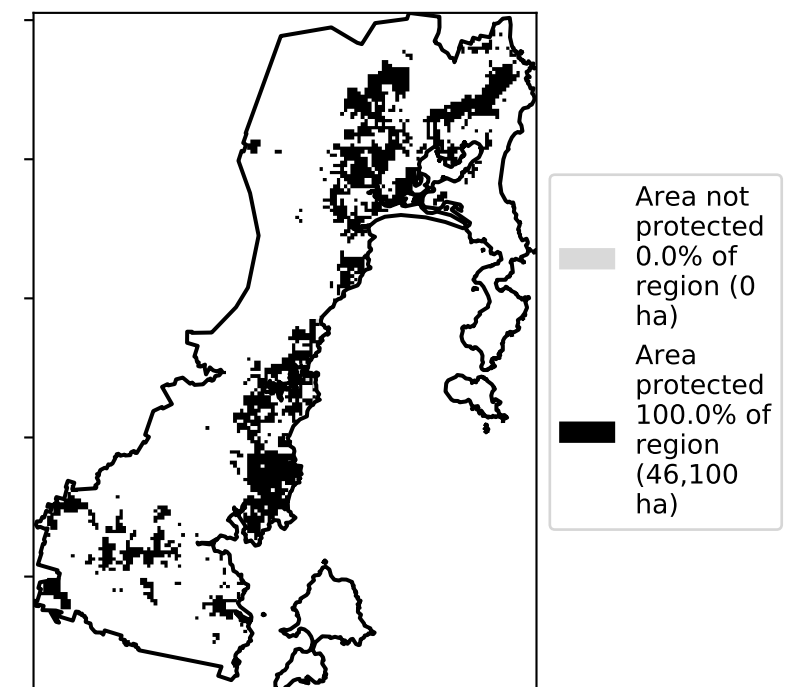 Area not
protected
0.0% of
region (0
ha)
Area
protected
100.0% of
region
(46,100
ha)